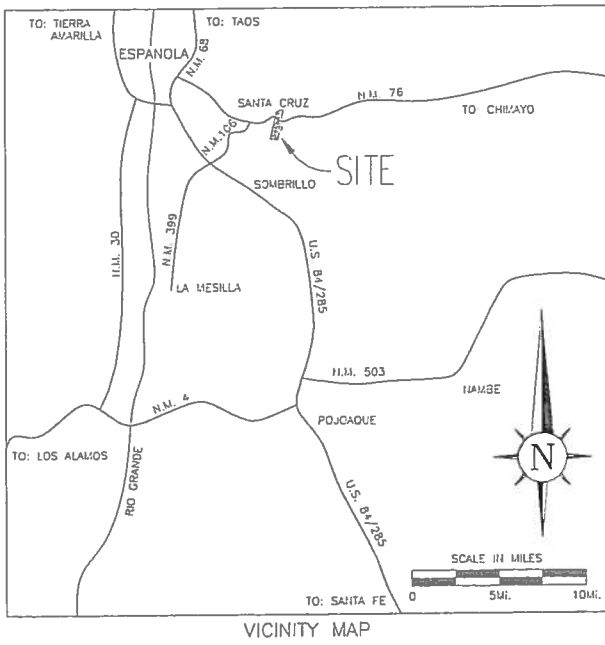 TO: TIERRA
AMARILLA
TO: TAOS
ESPANOLA
N.M. 68
SANTA CRUZ
N.M. 76
TO: CHIMAYO
N.M. 106
SITE
SOMBRILLO
N.M. 399
N.M. 30
U.S. 84/285
LA MESILLA
N.M. 503
NAMBE
N.M. 4
POJOAQUE
TO: LOS ALAMOS
RIO GRANDE
N
U.S. 84/285
SCALE IN MILES
0 5Mi. 10Mi.
TO: SANTA FE
VICINITY MAP